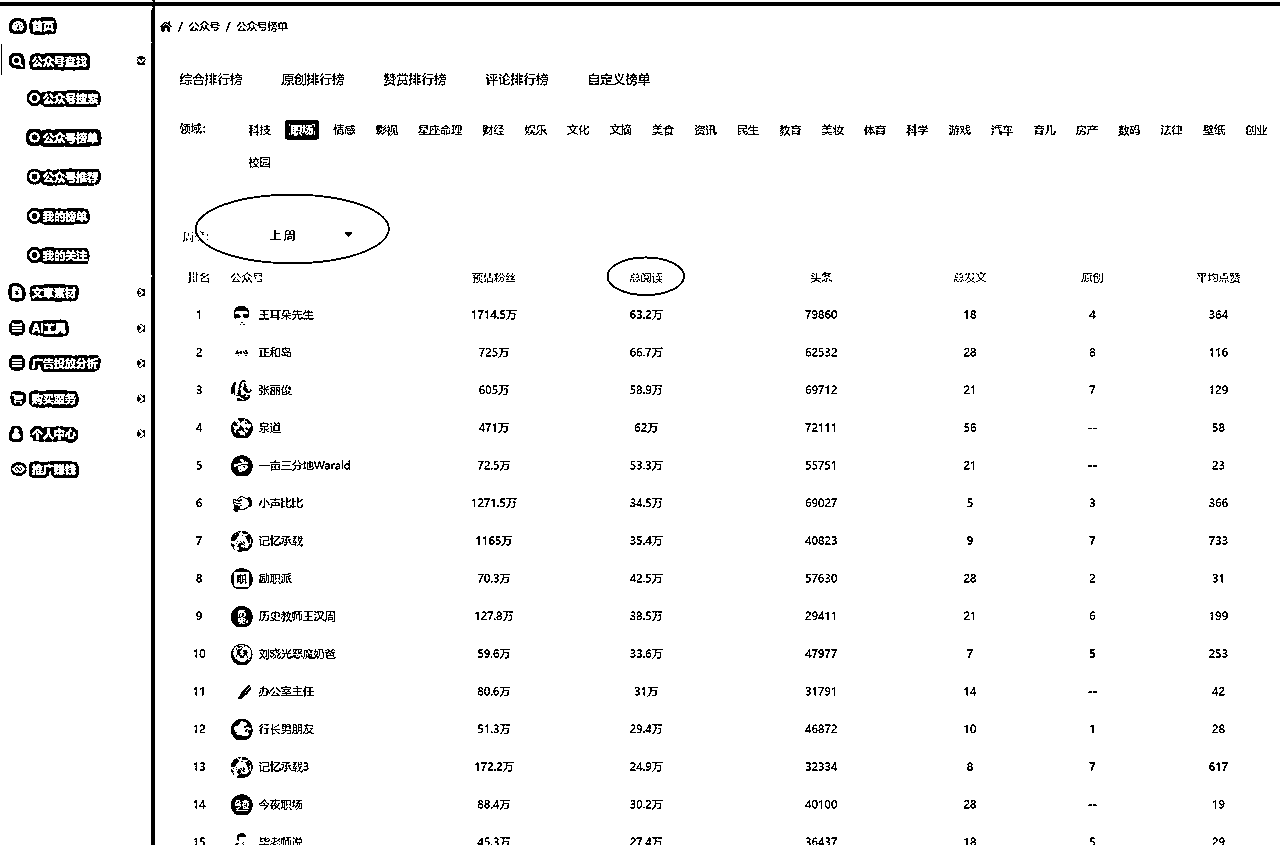 首页
公众号查找
公众号搜索
公众号榜单
公众号推荐
我的榜单
我的关注
文章素材
AI工具
广告投放分析
购买服务
个人中心
推广赚钱
/ 公众号 / 公众号榜单
综合排行榜 原创排行榜 赞赏排行榜 评论排行榜 自定义榜单
领域: 科技 职场 情感 影视 星座命理 财经 娱乐 文化 文摘 美食 资讯 民生 教育 美妆 体育 科学 游戏 汽车 育儿 房产 数码 法律 壁纸 创业
校园
上周
排名 公众号 预估粉丝 总阅读 头条 总发文 原创 平均点赞
1 王耳朵先生 1714.5万 63.2万 79860 18 4 364
2 正和岛 725万 66.7万 62532 28 8 116
3 张丽俊 605万 58.9万 69712 21 7 129
4 泉道 471万 62万 72111 56 -- 58
5 一亩三分地Warald 72.5万 53.3万 55751 21 -- 23
6 小声比比 1271.5万 34.5万 69027 5 3 366
7 记忆承载 1165万 35.4万 40823 9 7 733
8 励职派 70.3万 42.5万 57630 28 2 31
9 历史教师王汉周 127.8万 38.5万 29411 21 6 199
10 刘晓光恶魔奶爸 59.6万 33.6万 47977 7 5 253
11 办公室主任 80.6万 31万 31791 14 -- 42
12 行长男朋友 51.3万 29.4万 46872 10 1 28
13 记忆承载3 172.2万 24.9万 32334 8 7 617
14 今夜职场 88.4万 30.2万 40100 28 -- 19
15 毕老师说 45.3万 27.4万 36437 18 5 29